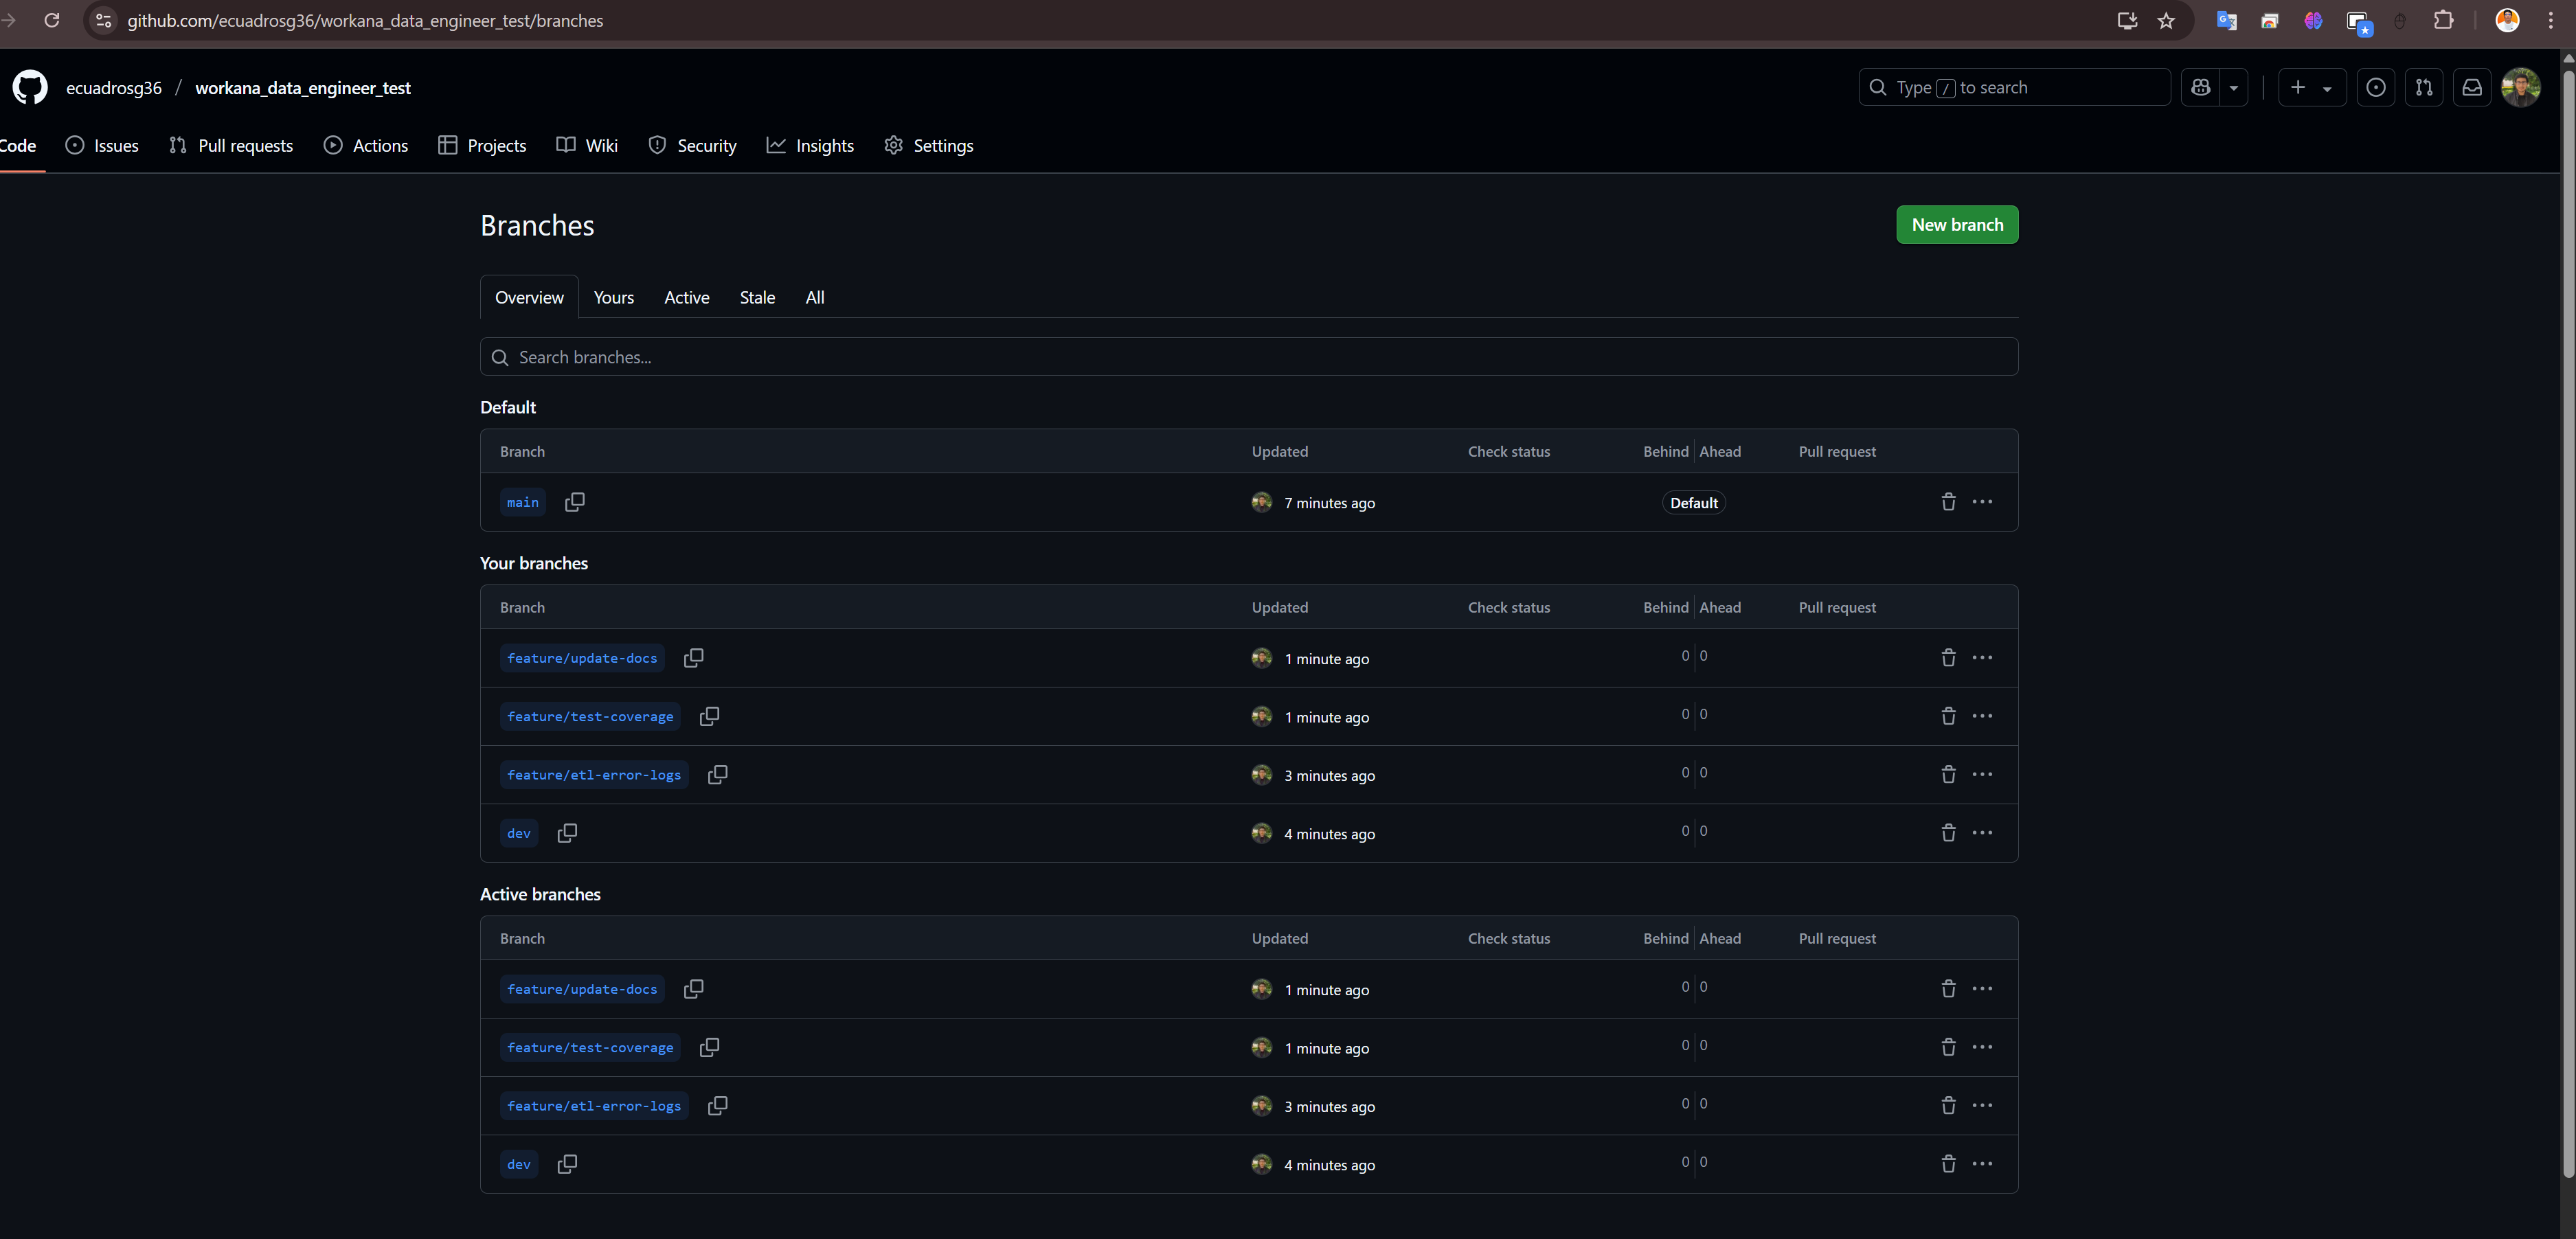 github.com/ecuadrosg36/workana_data_engineer_test/branches
ecuadrosg36 / workana_data_engineer_test
Type / to search
Code Issues Pull requests Actions Projects Wiki Security Insights Settings
Branches
New branch
Overview Yours Active Stale All
Search branches...
Default
Branch Updated Check status Behind Ahead Pull request
main 7 minutes ago Default
Your branches
Branch Updated Check status Behind Ahead Pull request
feature/update-docs 1 minute ago 0 0
feature/test-coverage 1 minute ago 0 0
feature/etl-error-logs 3 minutes ago 0 0
dev 4 minutes ago 0 0
Active branches
Branch Updated Check status Behind Ahead Pull request
feature/update-docs 1 minute ago 0 0
feature/test-coverage 1 minute ago 0 0
feature/etl-error-logs 3 minutes ago 0 0
dev 4 minutes ago 0 0